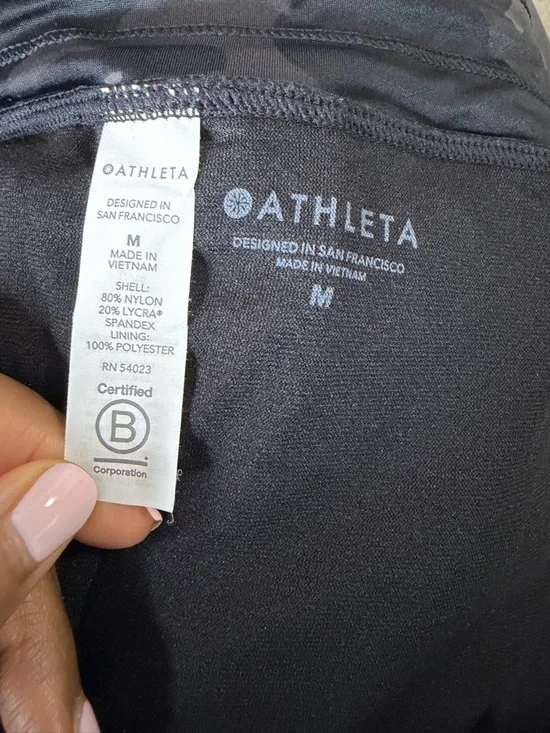 ATHLETA
DESIGNED IN
SAN FRANCISCO
M
MADE IN
VIETNAM
SHELL:
80% NYLON
20% LYCRA®
SPANDEX
LINING:
100% POLYESTER
RN 54023
Certified
B
Corporation
ATHLETA
DESIGNED IN SAN FRANCISCO
MADE IN VIETNAM
M